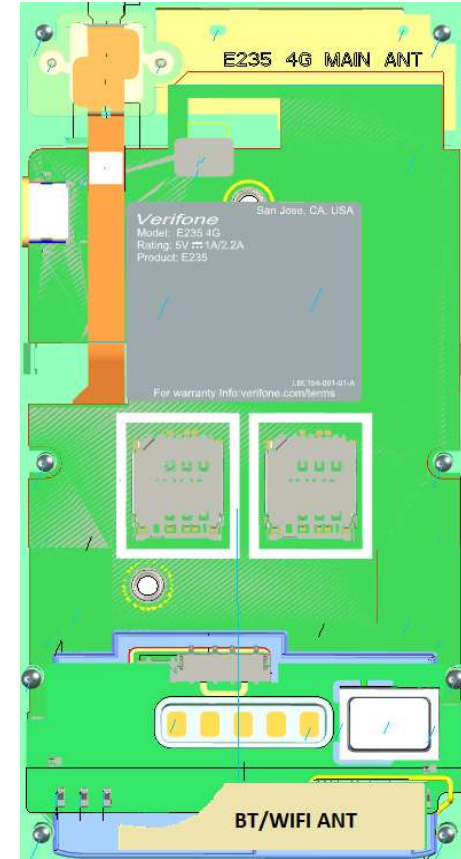 E235 4G MAIN ANT
Verifone
San Jose, CA, USA
Model: E235 4G
Rating: 5V ⎓ 1A/2.2A
Product: E235
LBL194-001-01-A
For warranty Info:verifone.com/terms
BT/WIFI ANT